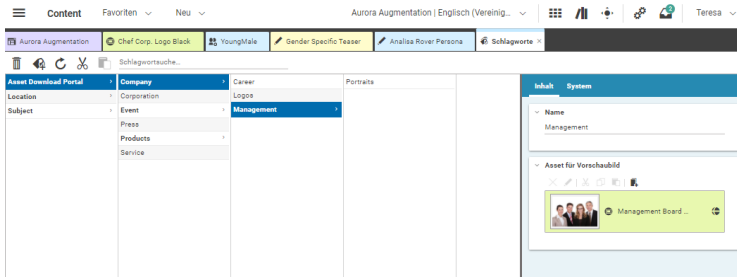 Content Favoriten Neu Aurora Augmentation | Englisch (Vereinig... 2 Teresa
Aurora Augmentation Chef Corp. Logo Black YoungMale Gender Specific Teaser Analisa Rover Persona Schlagworte
Schlagwortsuche...
Asset Download Portal Company Career Portraits
Location Corporation Logos
Subject Event Management
Press
Products
Service
Inhalt System
Name
Management
Asset für Vorschaubild
Management Board ...